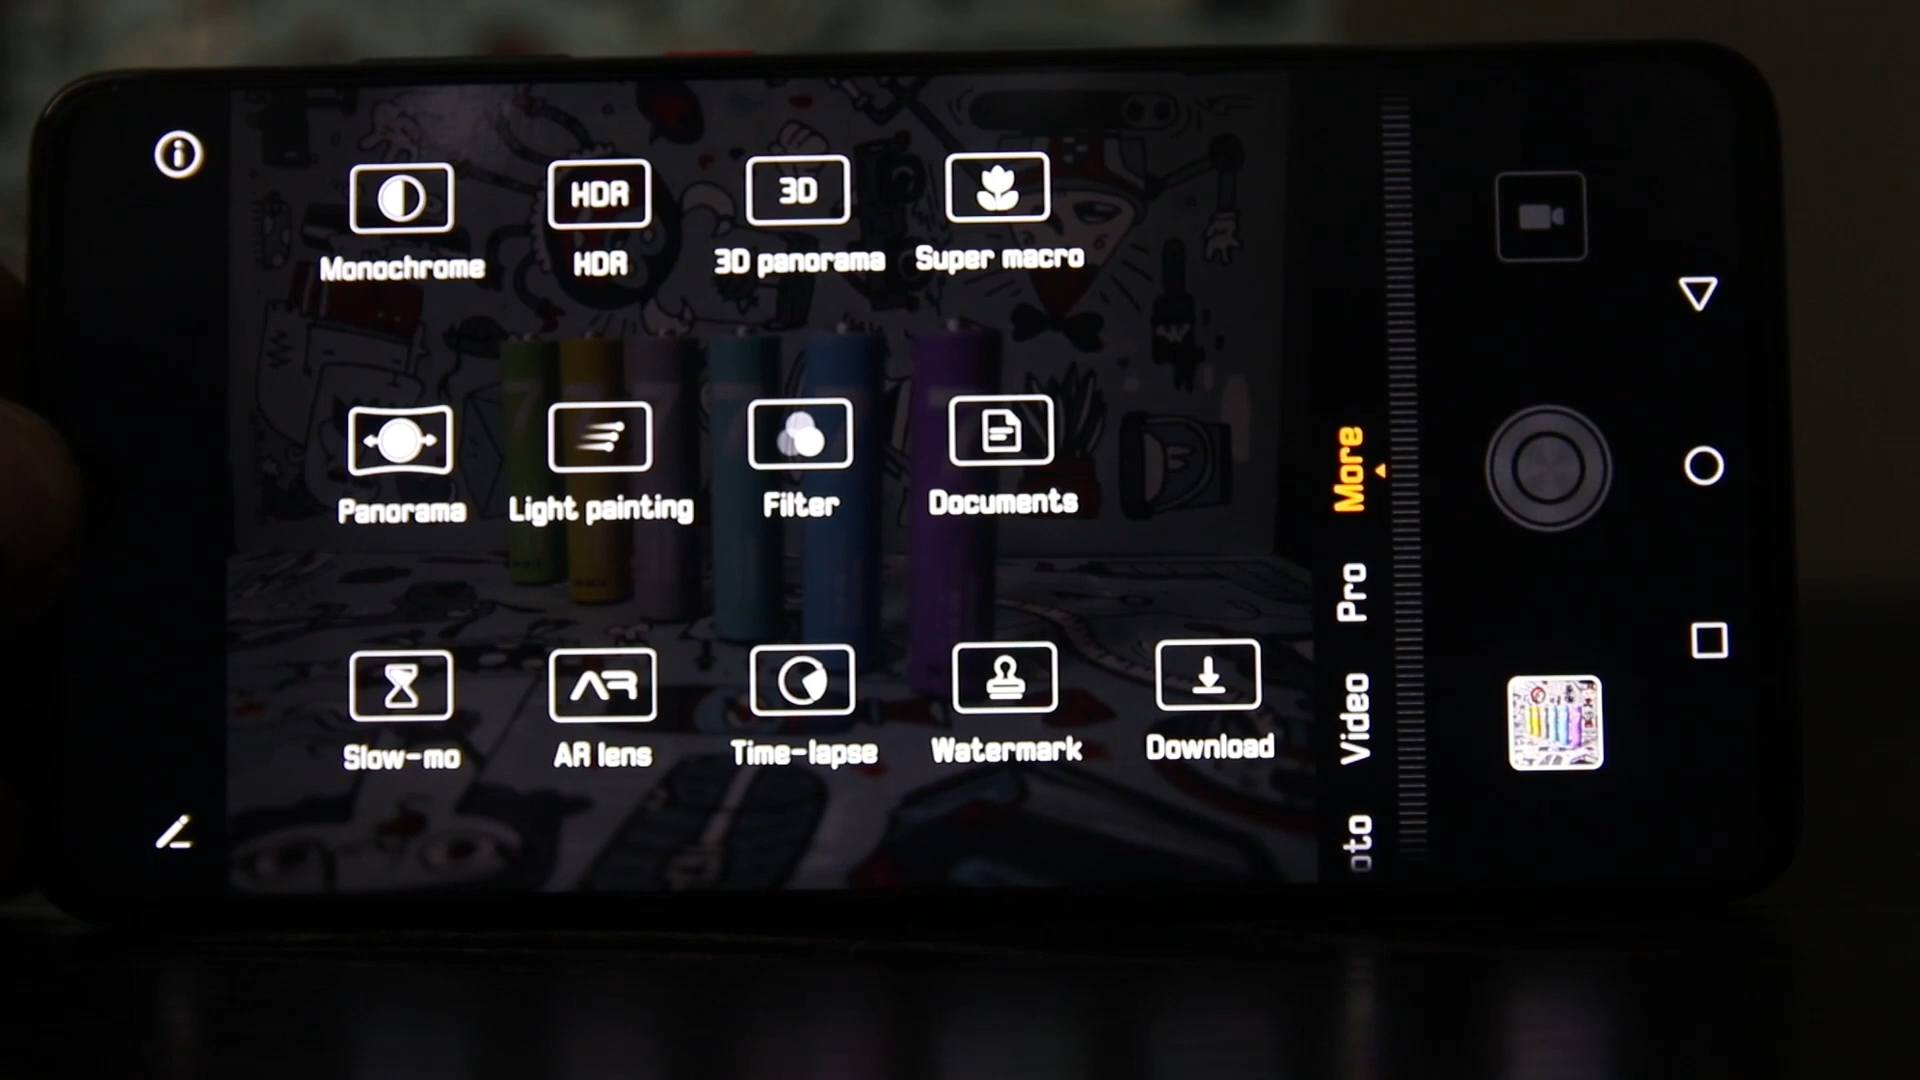 HDR
3D
Monochrome
HDR
3D panorama
Super macro
Panorama
Light painting
Filter
Documents
AR
Slow-mo
AR lens
Time-lapse
Watermark
Download
More
Pro
Video
oto